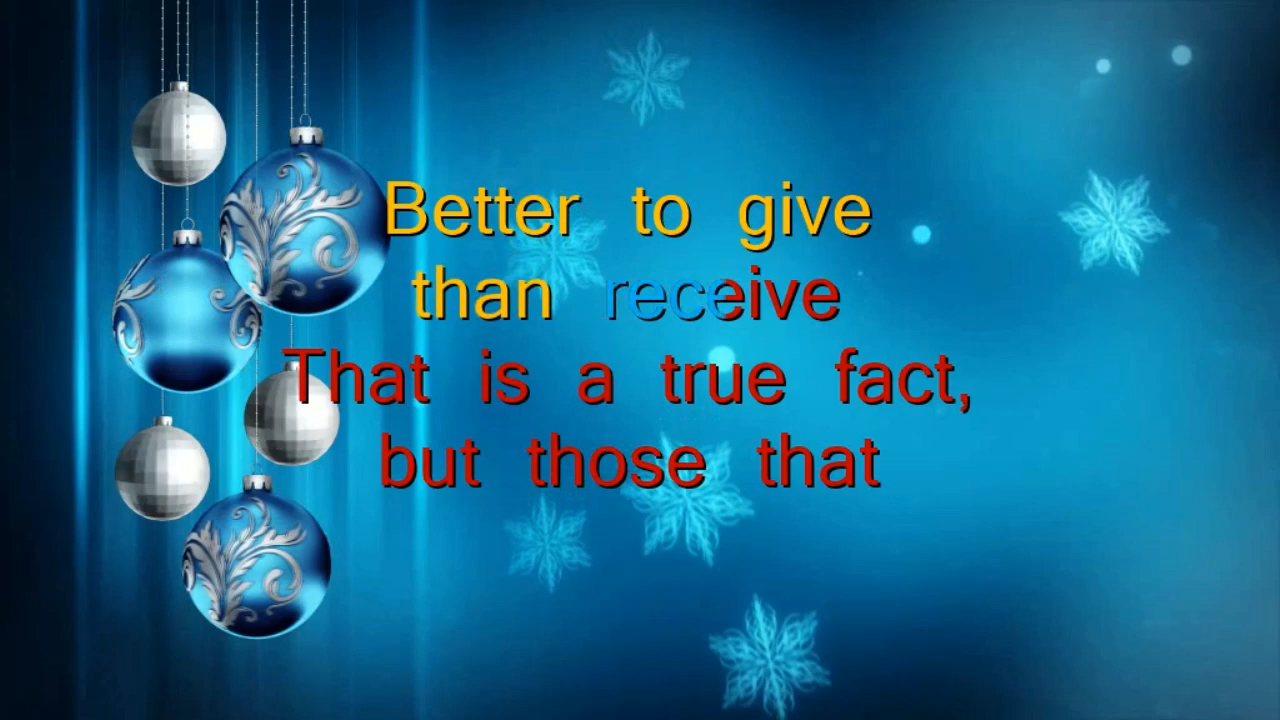 Better to give
than receive
That is a true fact,
but those that